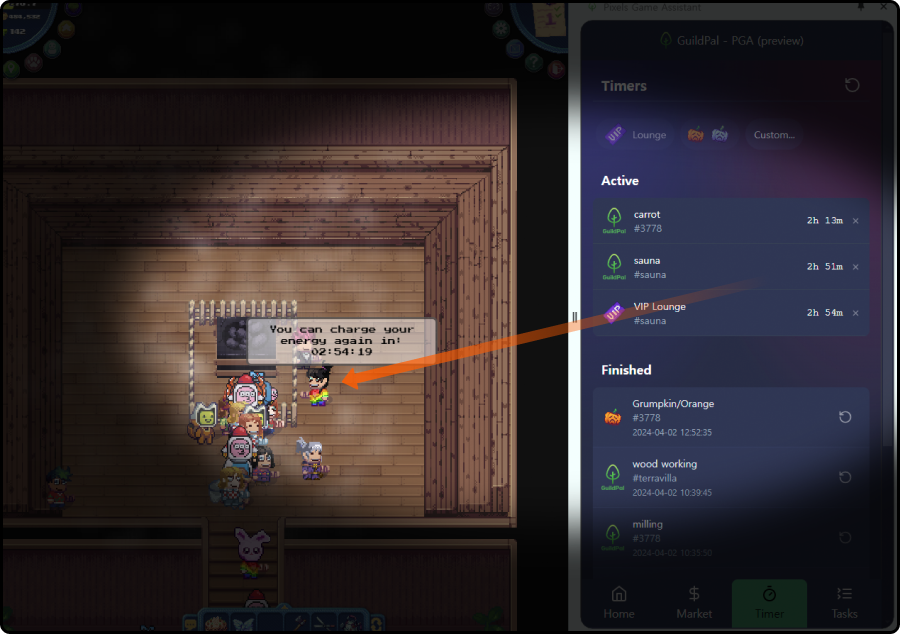 Pixels Game Assistant
GuildPal - PGA (preview)
Timers
VIP
Lounge
Custom...
Active
carrot
#3778
2h 13m ×
GuildPal
sauna
#sauna
2h 51m ×
GuildPal
VIP
VIP Lounge
#sauna
2h 54m ×
You can charge your
energy again in!
02:54:19
Finished
Grumpkin/Orange
#3778
2024-04-02 12:52:35
wood working
#terravilla
2024-04-02 10:39:45
GuildPal
milling
#3778
2024-04-02 10:33:50
GuildPal
Home
Market
Timer
Tasks